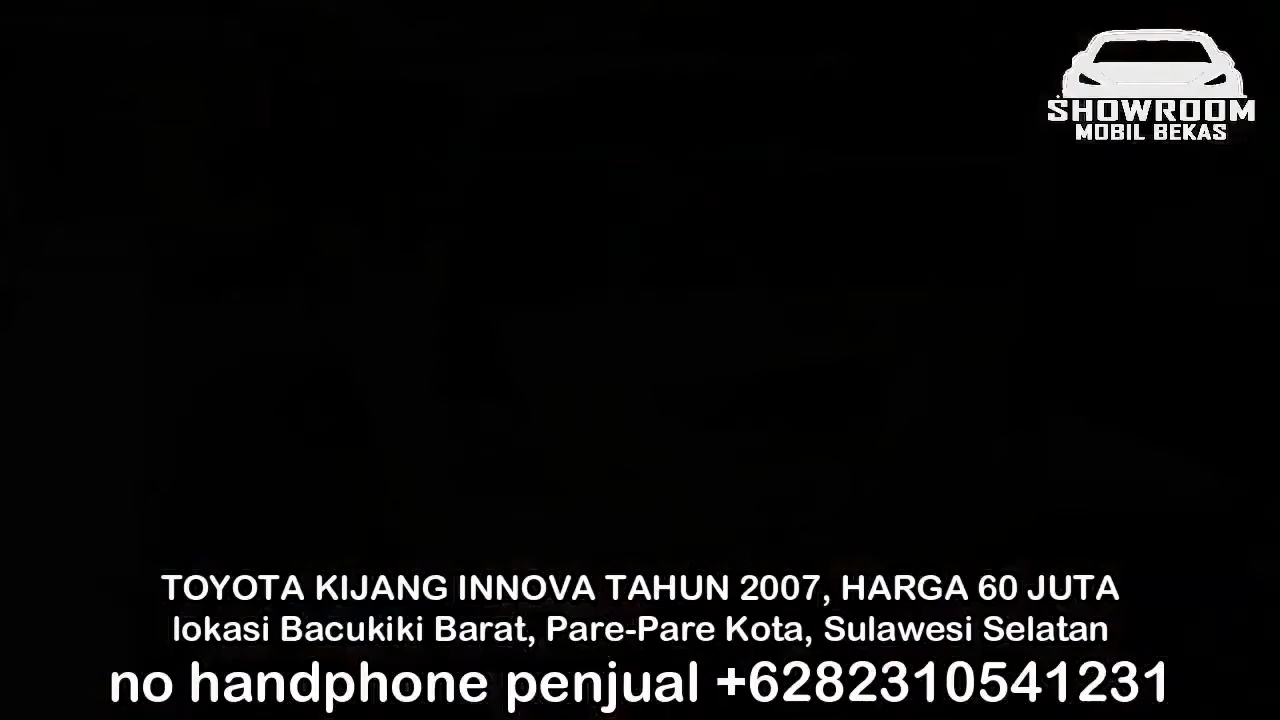 SHOWROOM
MOBIL BEKAS
TOYOTA KIJANG INNOVA TAHUN 2007, HARGA 60 JUTA
lokasi Bacukiki Barat, Pare-Pare Kota, Sulawesi Selatan
no handphone penjual +6282310541231